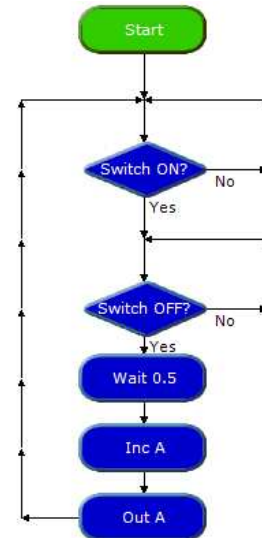 Start
Switch ON?
No
Yes
Switch OFF?
No
Yes
Wait 0.5
Inc A
Out A